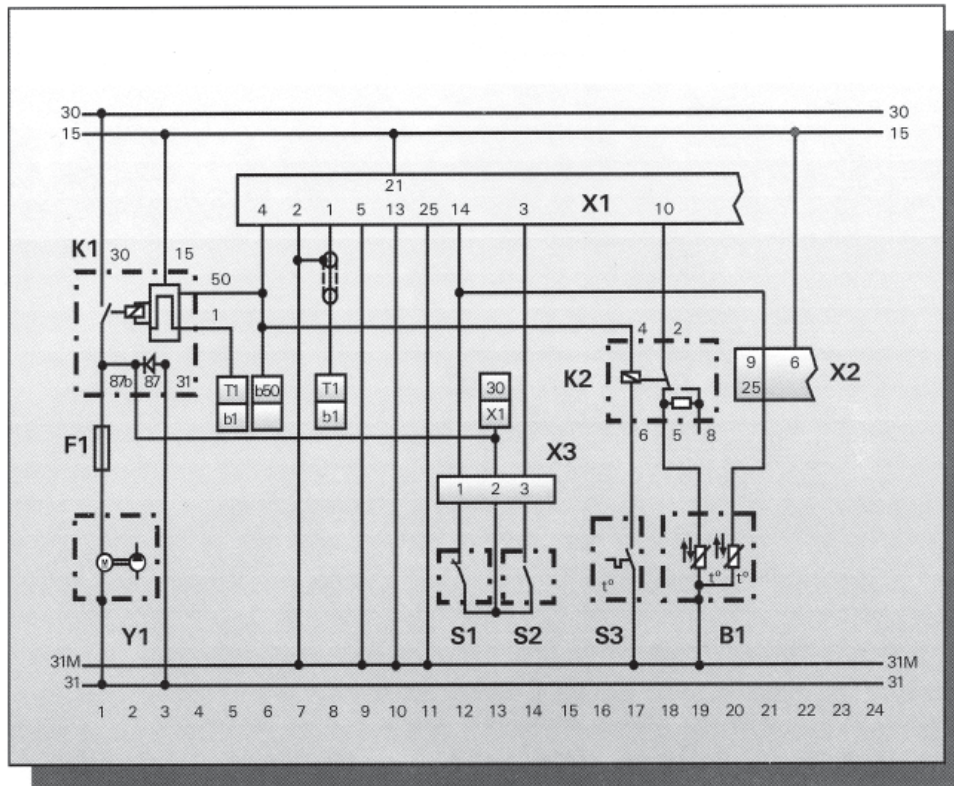 30 30
15 15
21
4 2 1 5 13 25 14 3 X1 10
K1 30 15
50
1
4 2
9 6
K2 X2
25
87b 87 31 T1 b50 T1 30
b1 b1 X1
6 5 8
F1
X3
1 2 3
M
t° t° t°
Y1 S1 S2 S3 B1
31M 31M
31 31
1 2 3 4 5 6 7 8 9 10 11 12 13 14 15 16 17 18 19 20 21 22 23 24